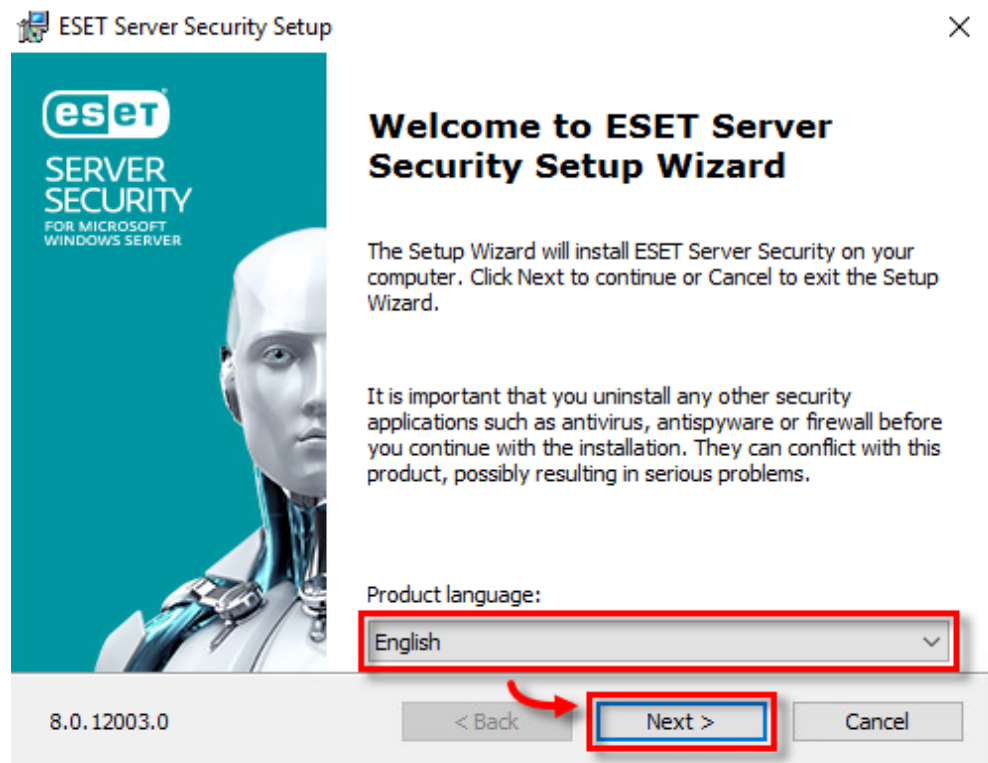 ESET Server Security Setup
eset
SERVER
SECURITY
FOR MICROSOFT
WINDOWS SERVER
Welcome to ESET Server
Security Setup Wizard
The Setup Wizard will install ESET Server Security on your
computer. Click Next to continue or Cancel to exit the Setup
Wizard.
It is important that you uninstall any other security
applications such as antivirus, antispyware or firewall before
you continue with the installation. They can conflict with this
product, possibly resulting in serious problems.
Product language:
English
8.0.12003.0
< Back
Next >
Cancel